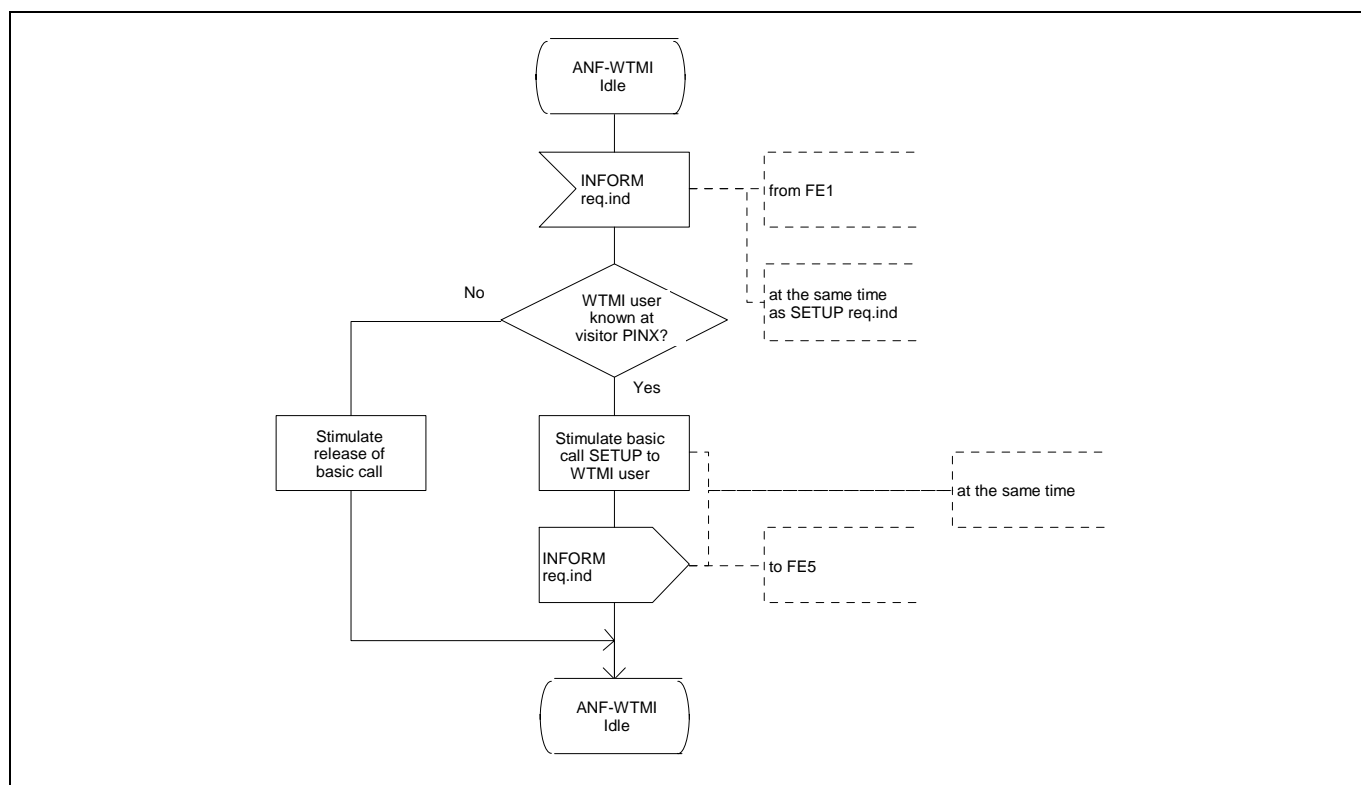 ANF-WTMI
Idle
INFORM
req.ind
from FE1
at the same time
as SETUP req.ind
No
WTMI user
known at
visitor PINX?
Yes
Stimulate
release of
basic call
Stimulate basic
call SETUP to
WTMI user
at the same time
INFORM
req.ind
to FE5
ANF-WTMI
Idle